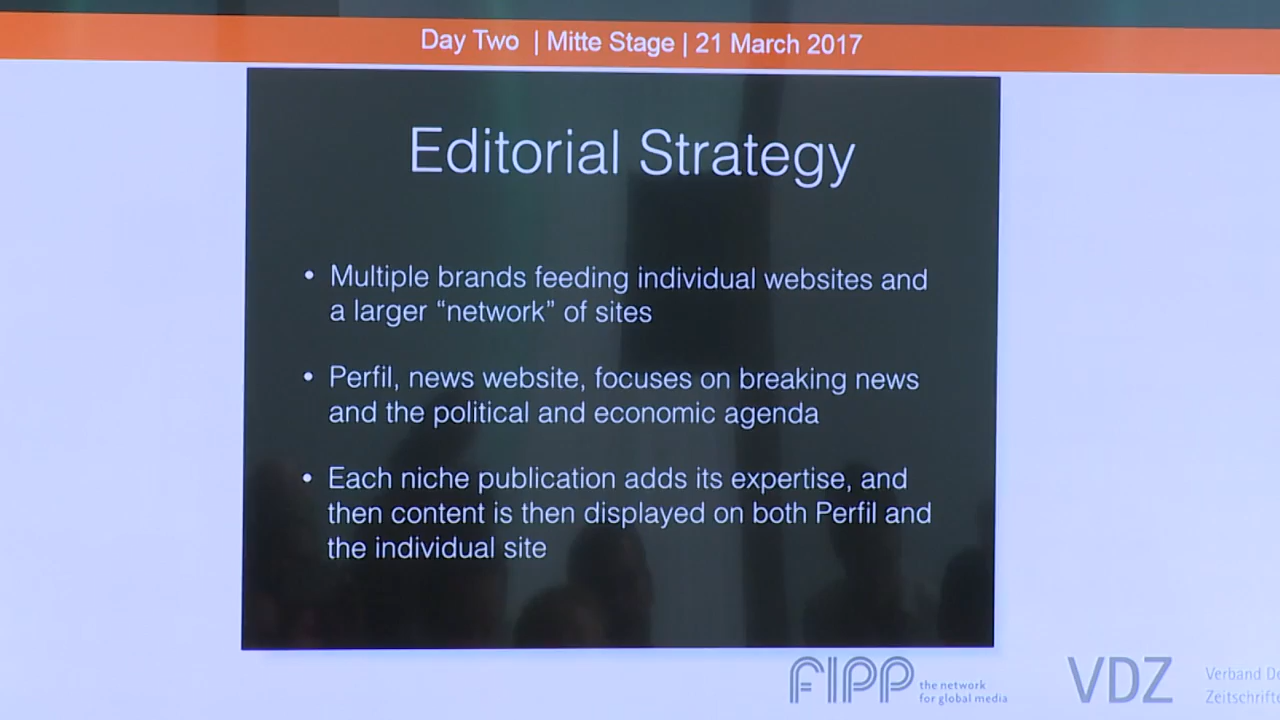 Day Two | Mitte Stage | 21 March 2017
Editorial Strategy
• Multiple brands feeding individual websites and
a larger “network” of sites
• Perfil, news website, focuses on breaking news
and the political and economic agenda
• Each niche publication adds its expertise, and
then content is then displayed on both Perfil and
the individual site
FIPP the network
for global media
VDZ Verband